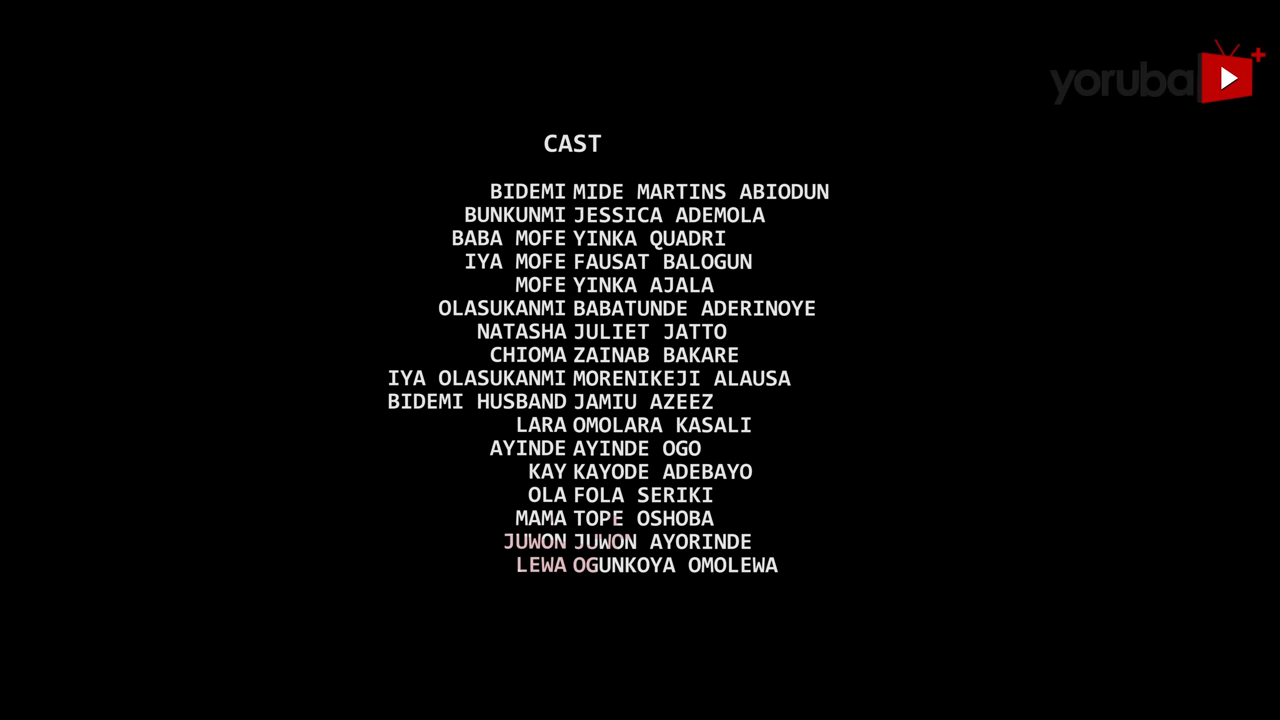 yoruba
CAST
BIDEMI MIDE MARTINS ABIODUN
BUNKUNMI JESSICA ADEMOLA
BABA MOFE YINKA QUADRI
IYA MOFE FAUSAT BALOGUN
MOFE YINKA AJALA
OLASUKANMI BABATUNDE ADERINOYE
NATASHA JULIET JATTO
CHIOMA ZAINAB BAKARE
IYA OLASUKANMI MORENIKEJI ALAUSA
BIDEMI HUSBAND JAMIU AZEEZ
LARA OMOLARA KASALI
AYINDE AYINDE OGO
KAY KAYODE ADEBAYO
OLA FOLA SERIKI
MAMA TOPE OSHOBA
JUWON JUWON AYORINDE
LEWA OGUNKOYA OMOLEWA